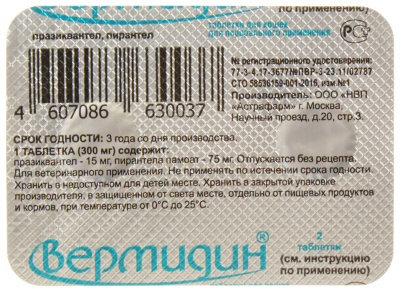 Вермидин
празиквантел, пирантел
таблетки для кошек
для перорального применения
по применению)
РС
№ регистрационного удостоверения:
77-3-4.17-3677№ПВР-3-23.11/02787
СТО 58536159-001-2016, изм.№1
Производитель: ООО «НВП
«Астрафарм» г. Москва,
Научный проезд, д.20, стр.3.
4 607086 630037
СРОК ГОДНОСТИ: 3 года со дня производства.
1 ТАБЛЕТКА (300 мг) содержит:
празиквантел - 15 мг, пирантела памоат - 75 мг. Отпускается без рецепта.
Для ветеринарного применения. Не применять по истечении срока годности.
Хранить в недоступном для детей месте. Хранить в закрытой упаковке
производителя, в защищенном от света месте, отдельно от пищевых продуктов
и кормов, при температуре от 0°С до 25°С.
Вермидин®
2
таблетки
(см. инструкцию
по применению)